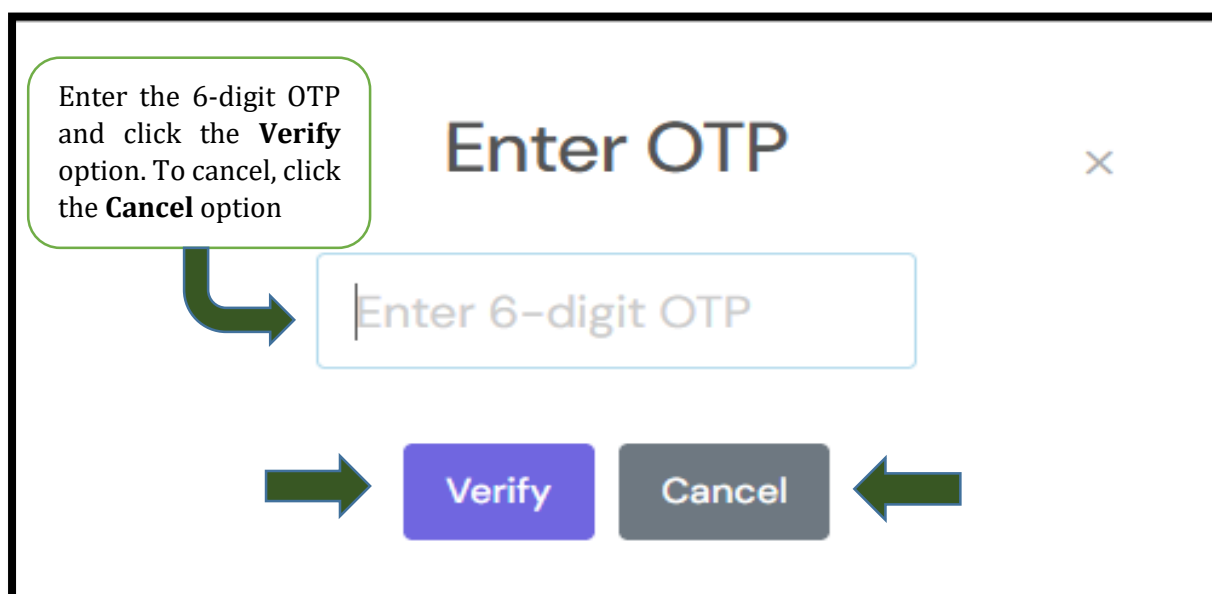 Enter the 6-digit OTP
and click the Verify
option. To cancel, click
the Cancel option
Enter OTP
×
Enter 6-digit OTP
Verify
Cancel